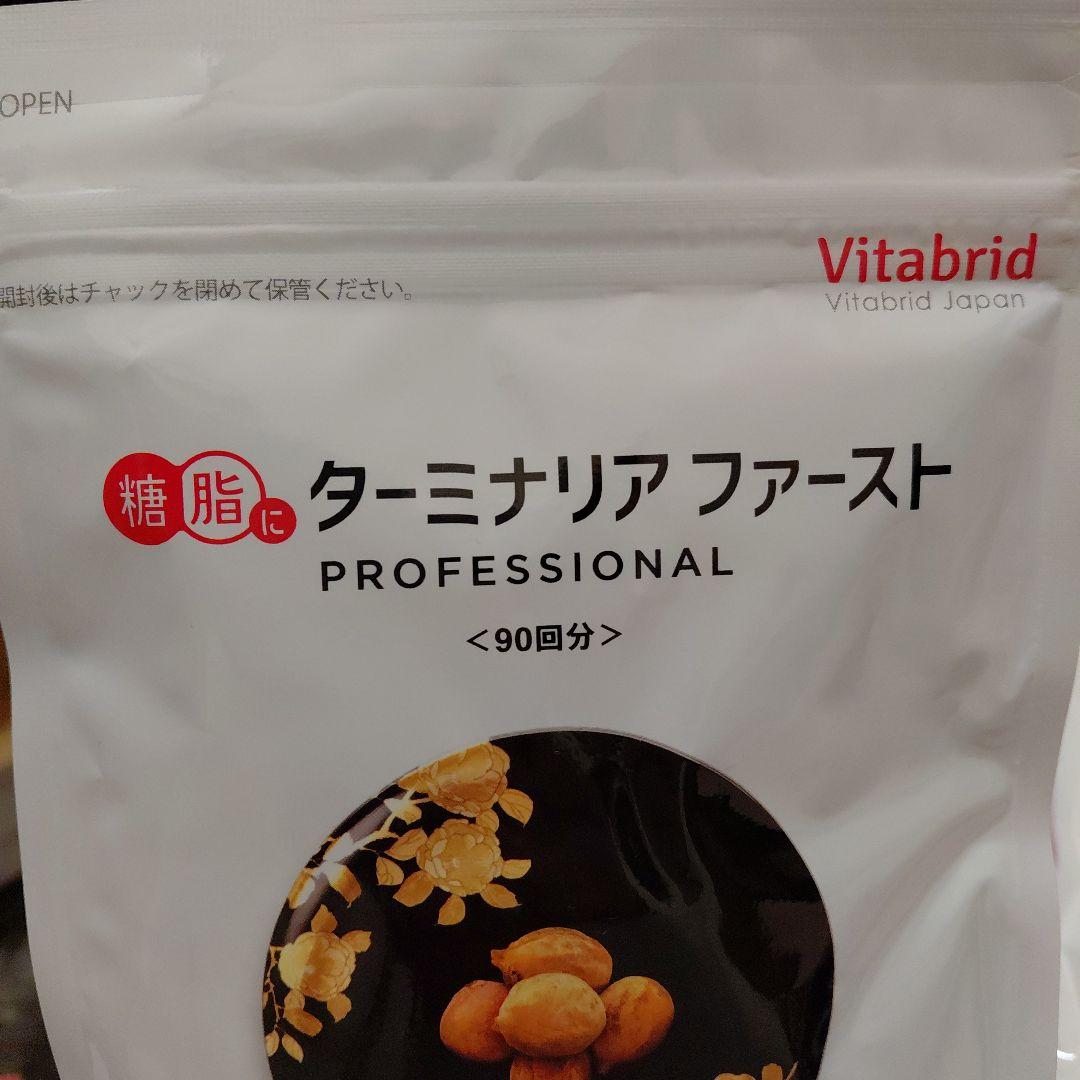 OPEN
Vitabrid
Vitabrid Japan
開封後はチャックを閉めて保管ください。
糖脂に ターミナリア ファースト
PROFESSIONAL
＜90回分＞